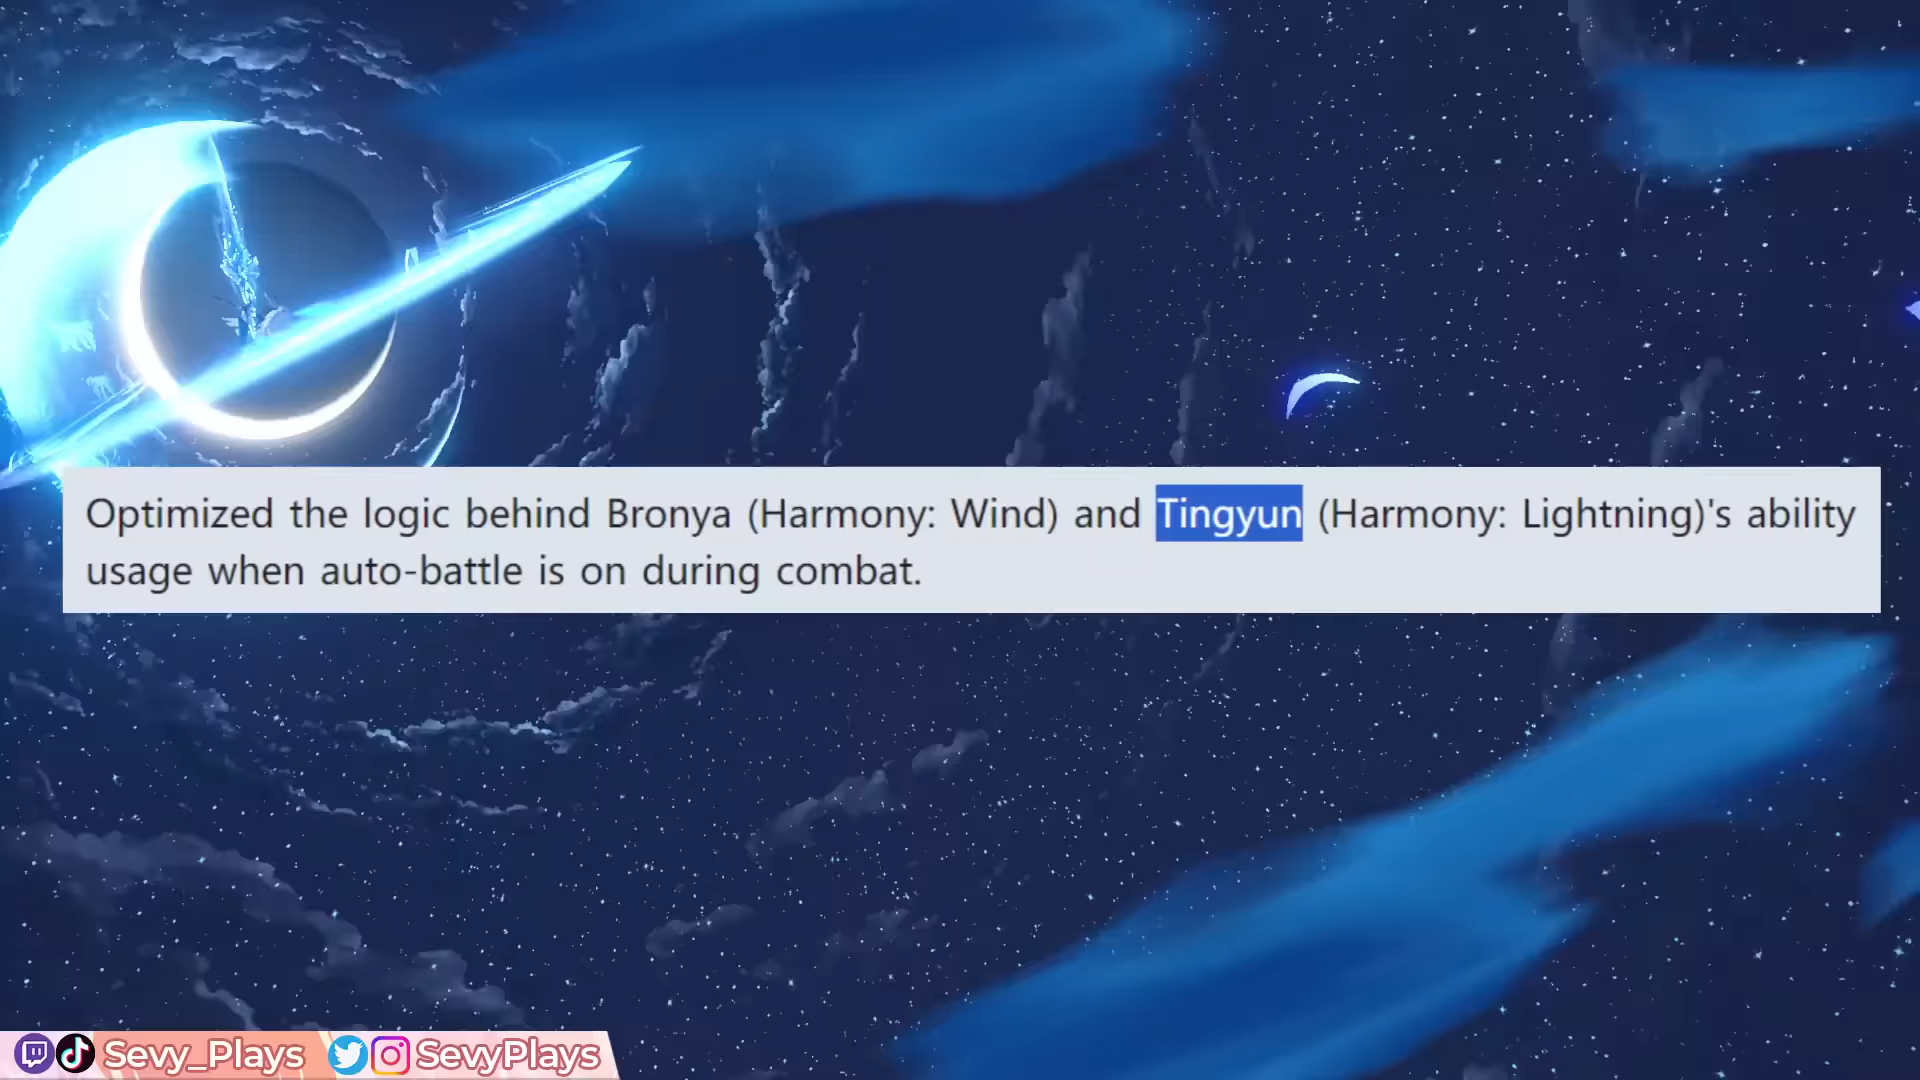 Optimized the logic behind Bronya (Harmony: Wind) and Tingyun (Harmony: Lightning)'s ability
usage when auto-battle is on during combat.
Sevy_Plays SevyPlays